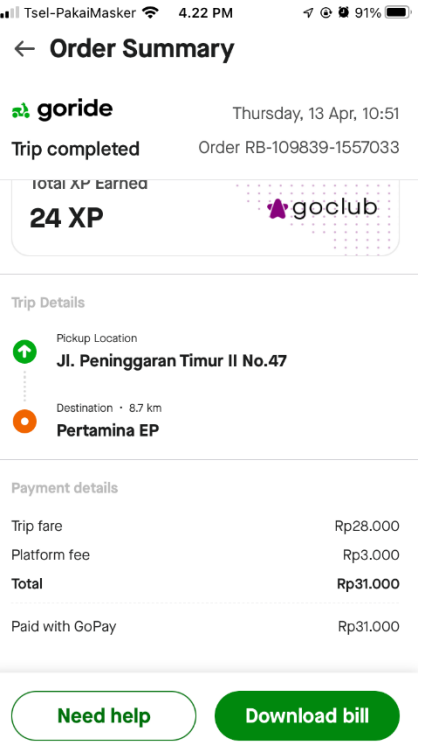 Tsel-PakaiMasker 4.22 PM 91%
← Order Summary
goride Thursday, 13 Apr, 10:51
Trip completed Order RB-109839-1557033
Total XP Earned
24 XP goclub
Trip Details
Pickup Location
Jl. Peninggaran Timur II No.47
Destination · 8.7 km
Pertamina EP
Payment details
Trip fare Rp28.000
Platform fee Rp3.000
Total Rp31.000
Paid with GoPay Rp31.000
Need help Download bill